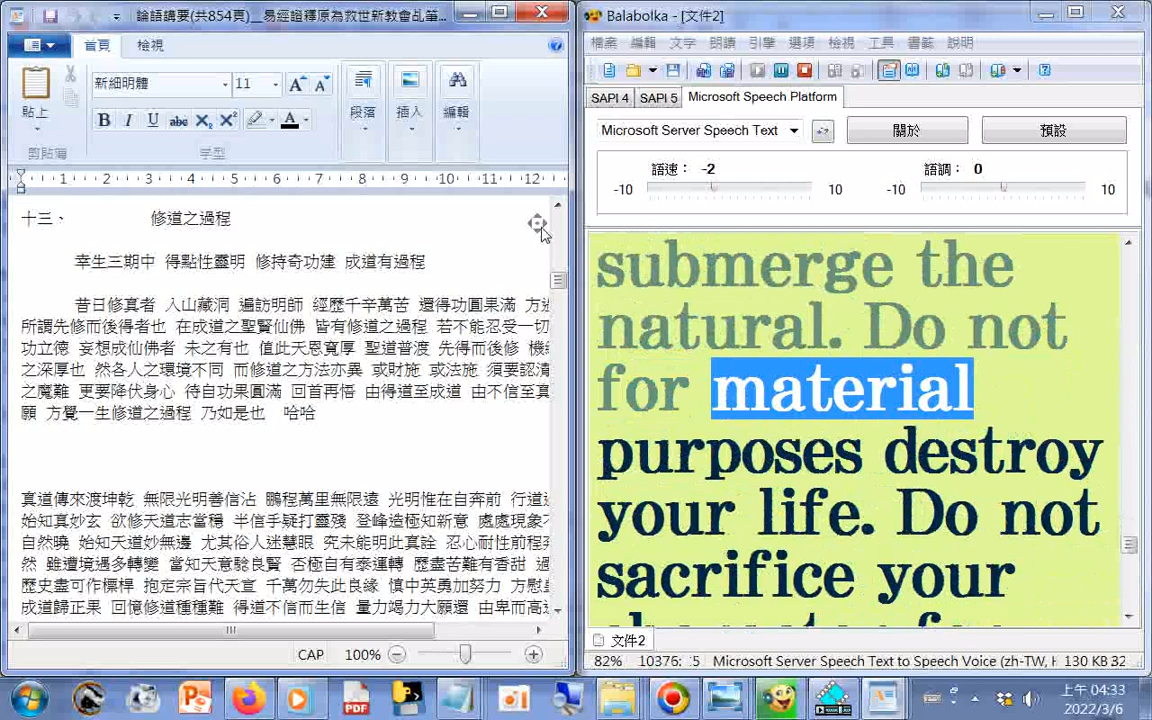 論語講要(共854頁)__易經證釋原為救世新教會乩筆...
首頁 檢視
貼上
新細明體 11
B I U abc X₂ X² A
段落 插入 編輯
剪貼簿 字型
1 2 3 4 5 6 7 8 9 10 11 12
十三、 修道之過程
幸生三期中 得點性靈明 修持奇功建 成道有過程
昔日修真者 入山藏洞 遍訪明師 經歷千辛萬苦 還得功圓果滿 方
所謂先修而後得者也 在成道之聖賢仙佛 皆有修道之過程 若不能忍受一切
功立德 妄想成仙佛者 未之有也 值此天恩寬厚 聖道普渡 先得而後修 機
之深厚也 然各人之環境不同 而修道之方法亦異 或財施 或法施 須要認清
之魔難 更要降伏身心 待自功果圓滿 回首再悟 由得道至成道 由不信至真
願 方覺一生修道之過程 乃如是也 哈哈
真道傳來渡坤乾 無限光明善信沾 鵬程萬里無限遠 光明惟在自奔前 行道
始知真妙玄 欲修天道志當穩 半信乎疑打靈殘 登峰造極知新意 處處現象
自然曉 始知天道妙無邊 尤其俗人迷慧眼 究未能明此真詮 忍心耐性前程
然 雖遭境遇多轉變 當知天意驗良賢 否極自有泰運轉 歷盡苦難有香甜 過
歷史盡可作標桿 抱定宗旨代天宣 千萬勿失此良緣 慎中英勇加努力 方慰
成道歸正果 回憶修道種種難 得道不信而生信 量力竭力大願還 由卑而高
CAP 100%
Balabolka - [文件2]
檔案 編輯 文字 朗讀 引擎 選項 檢視 工具 書籤 說明
SAPI 4 SAPI 5 Microsoft Speech Platform
Microsoft Server Speech Text 關於 預設
語速： -2 語調： 0
-10 10 -10 10
submerge the
natural. Do not
for material
purposes destroy
your life. Do not
sacrifice your
文件2
82% 10376: :5 Microsoft Server Speech Text to Speech Voice (zh-TW, H 130 KB 32
上午 04:33
2022/3/6